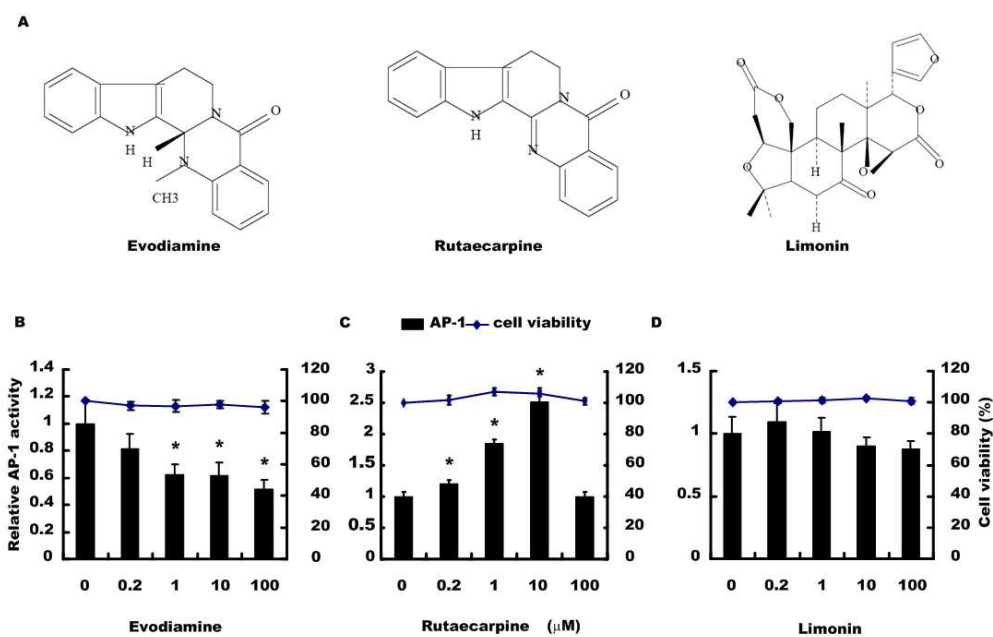 A
N
O
N
H
H
N
CH3
Evodiamine
N
O
N
H
N
Rutaecarpine
O
O
O
O
O
O
H
O
O
H
Limonin
B
C
AP-1 cell viability
D
Relative AP-1 activity
1.4
1.2
1
0.8
0.6
0.4
0.2
0
120
100
80
60
40
20
0
* * *
0 0.2 1 10 100
Evodiamine
3
2.5
2
1.5
1
0.5
0
120
100
80
60
40
20
0
* * *
0 0.2 1 10 100
Rutaecarpine (μM)
1.5
1
0.5
0
120
100
80
60
40
20
0
Cell viability (%)
0 0.2 1 10 100
Limonin